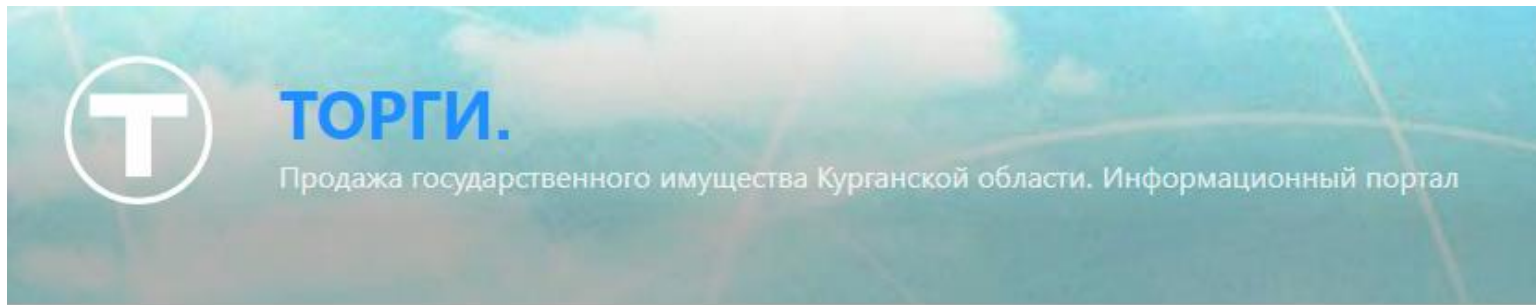 Т
ТОРГИ.
Продажа государственного имущества Курганской области. Информационный портал